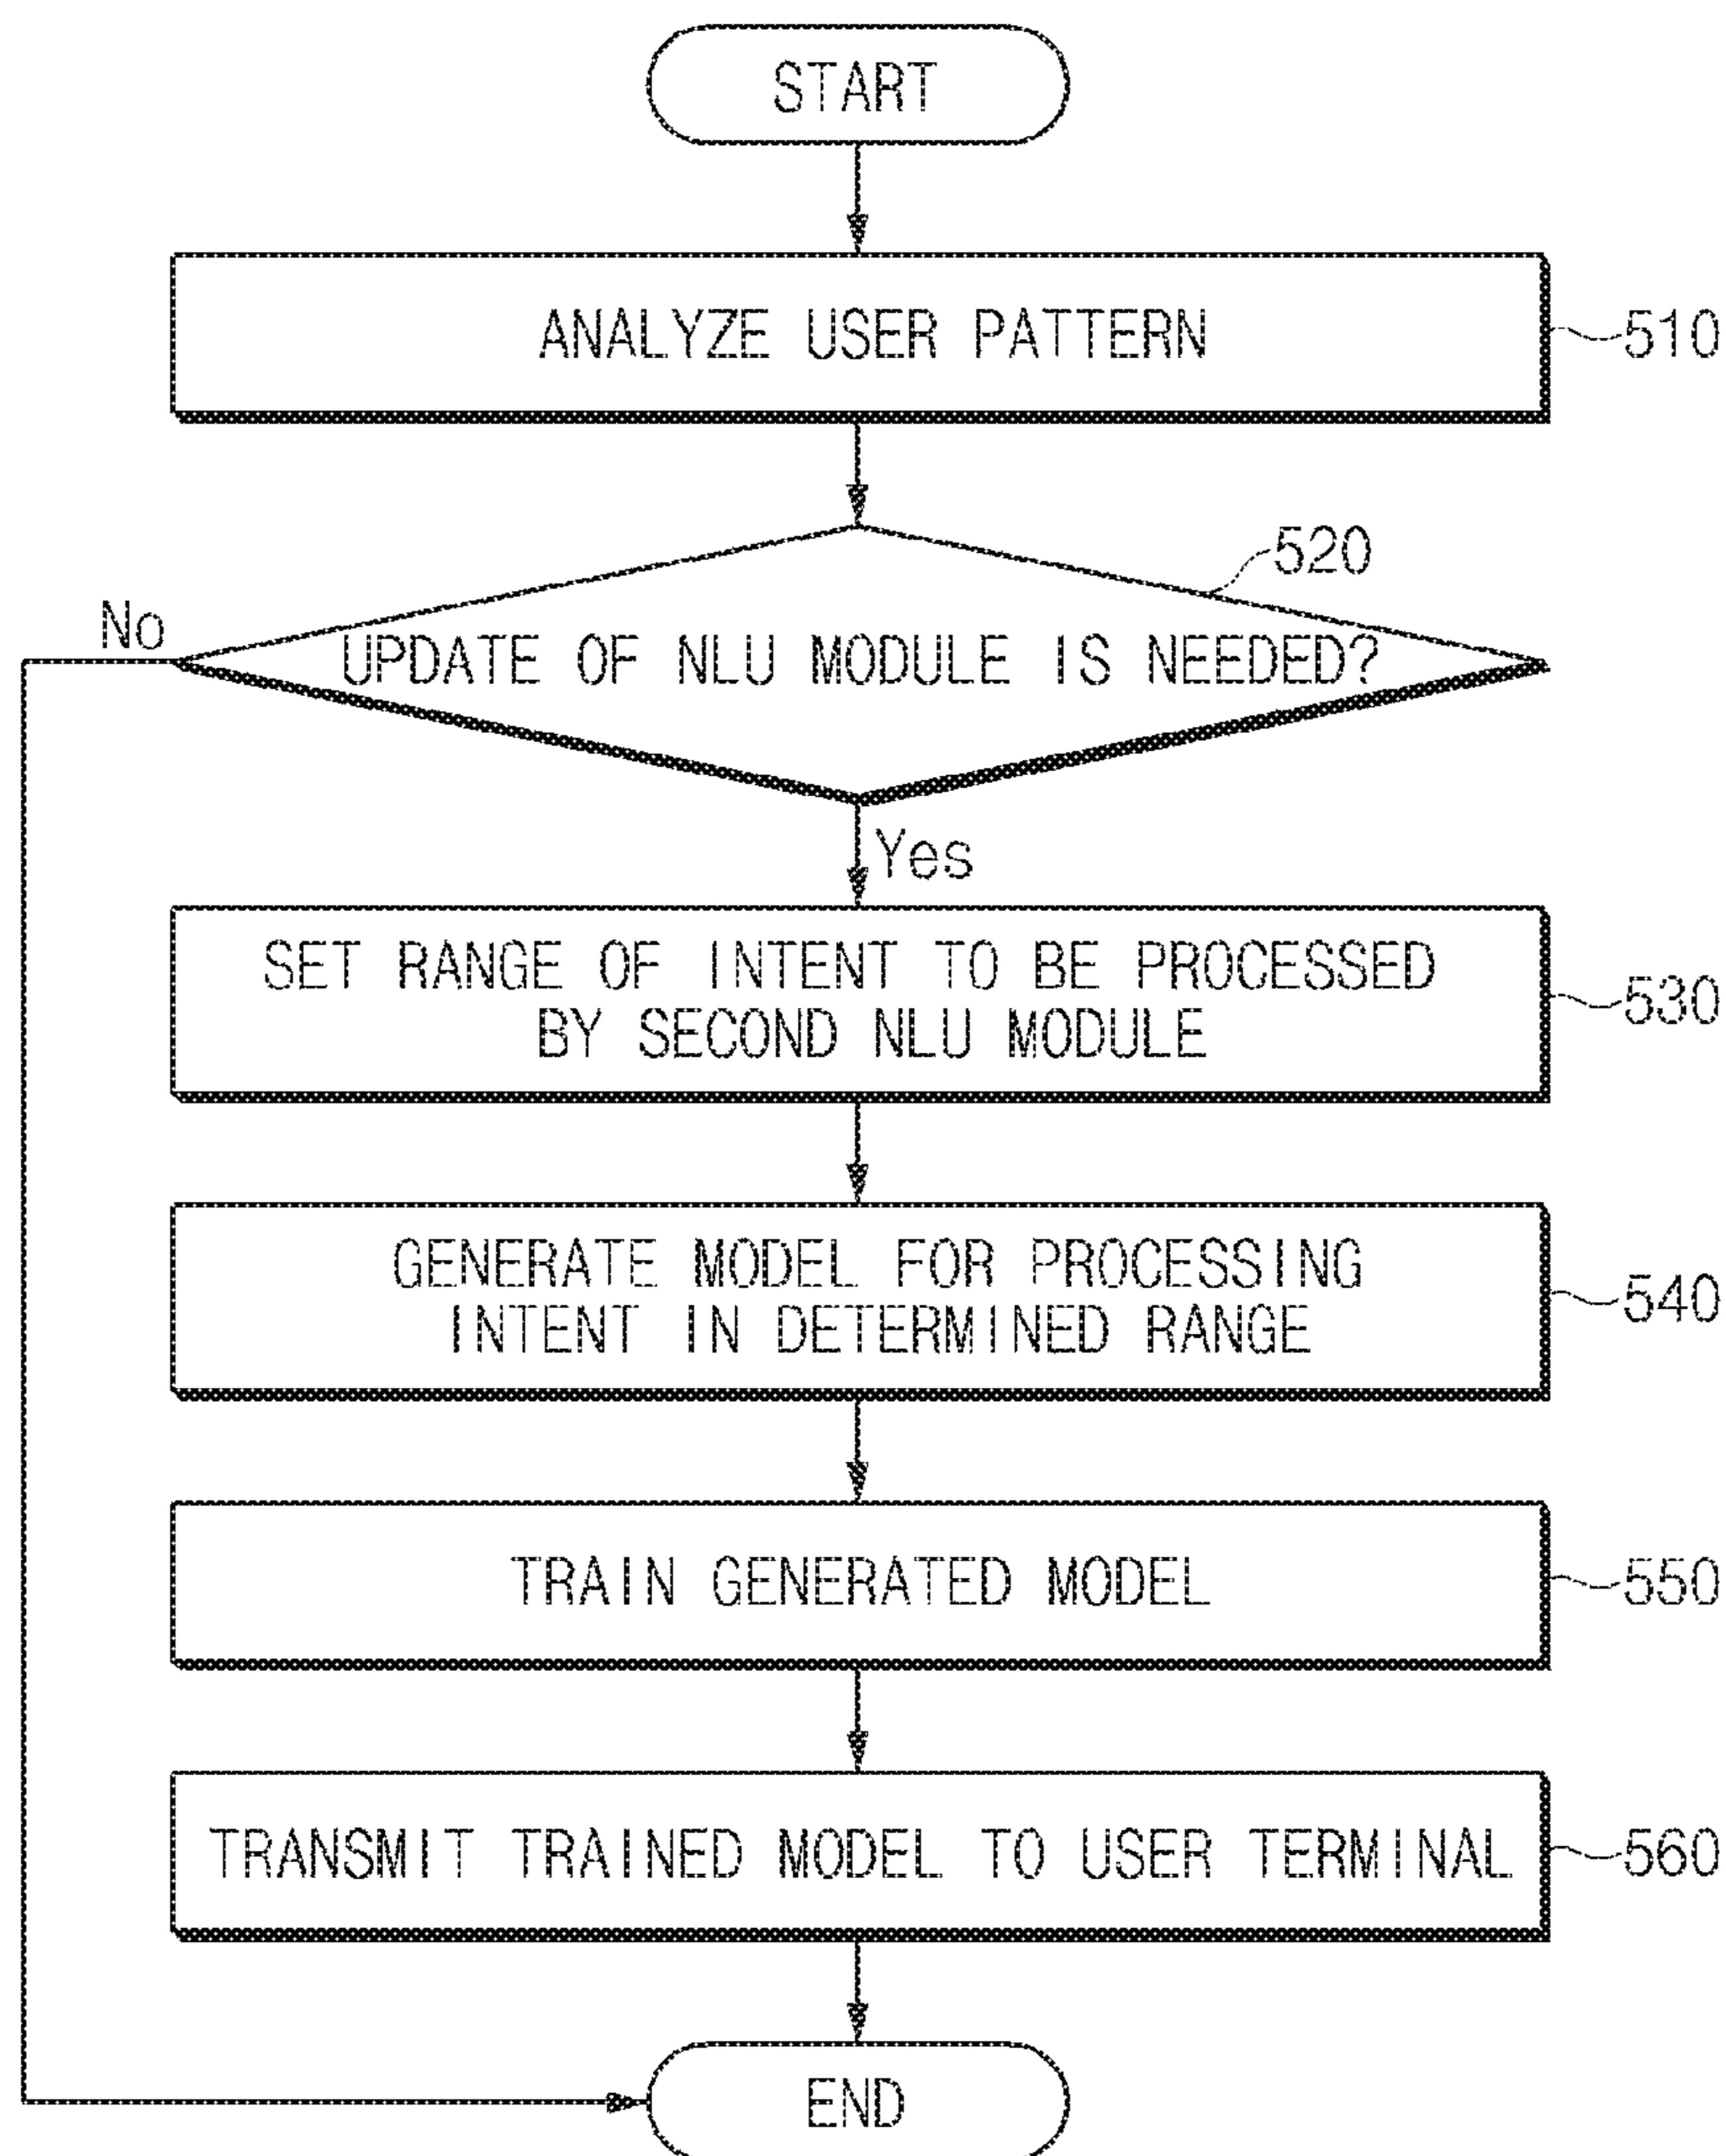 START
ANALYZE USER PATTERN
510
520
No
UPDATE OF NLU MODULE IS NEEDED?
Yes
SET RANGE OF INTENT TO BE PROCESSED
BY SECOND NLU MODULE
530
GENERATE MODEL FOR PROCESSING
INTENT IN DETERMINED RANGE
540
TRAIN GENERATED MODEL
550
TRANSMIT TRAINED MODEL TO USER TERMINAL
560
END